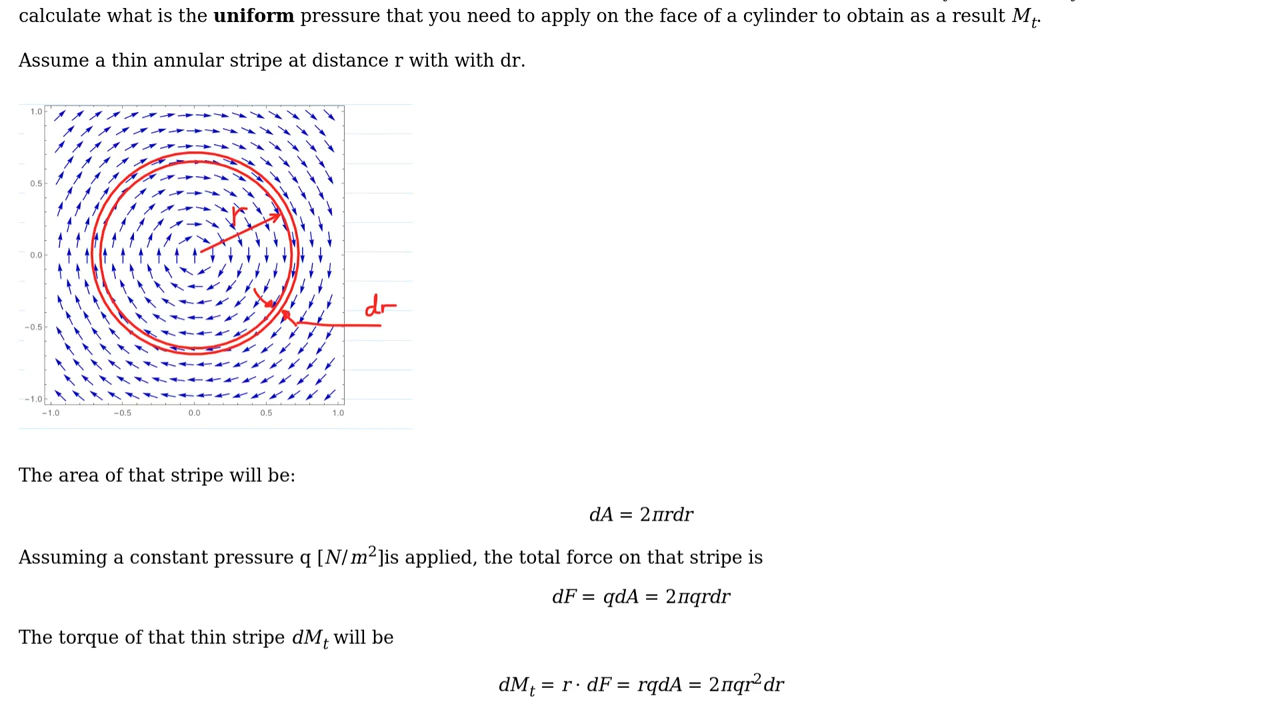 calculate what is the uniform pressure that you need to apply on the face of a cylinder to obtain as a result Mₜ.
Assume a thin annular stripe at distance r with with dr.
1.0
0.5
0.0
−0.5
−1.0
−1.0 −0.5 0.0 0.5 1.0
r
dr
The area of that stripe will be:
dA = 2πrdr
Assuming a constant pressure q [N/m²]is applied, the total force on that stripe is
dF = qdA = 2πqrdr
The torque of that thin stripe dMₜ will be
dMₜ = r · dF = rqdA = 2πqr²dr